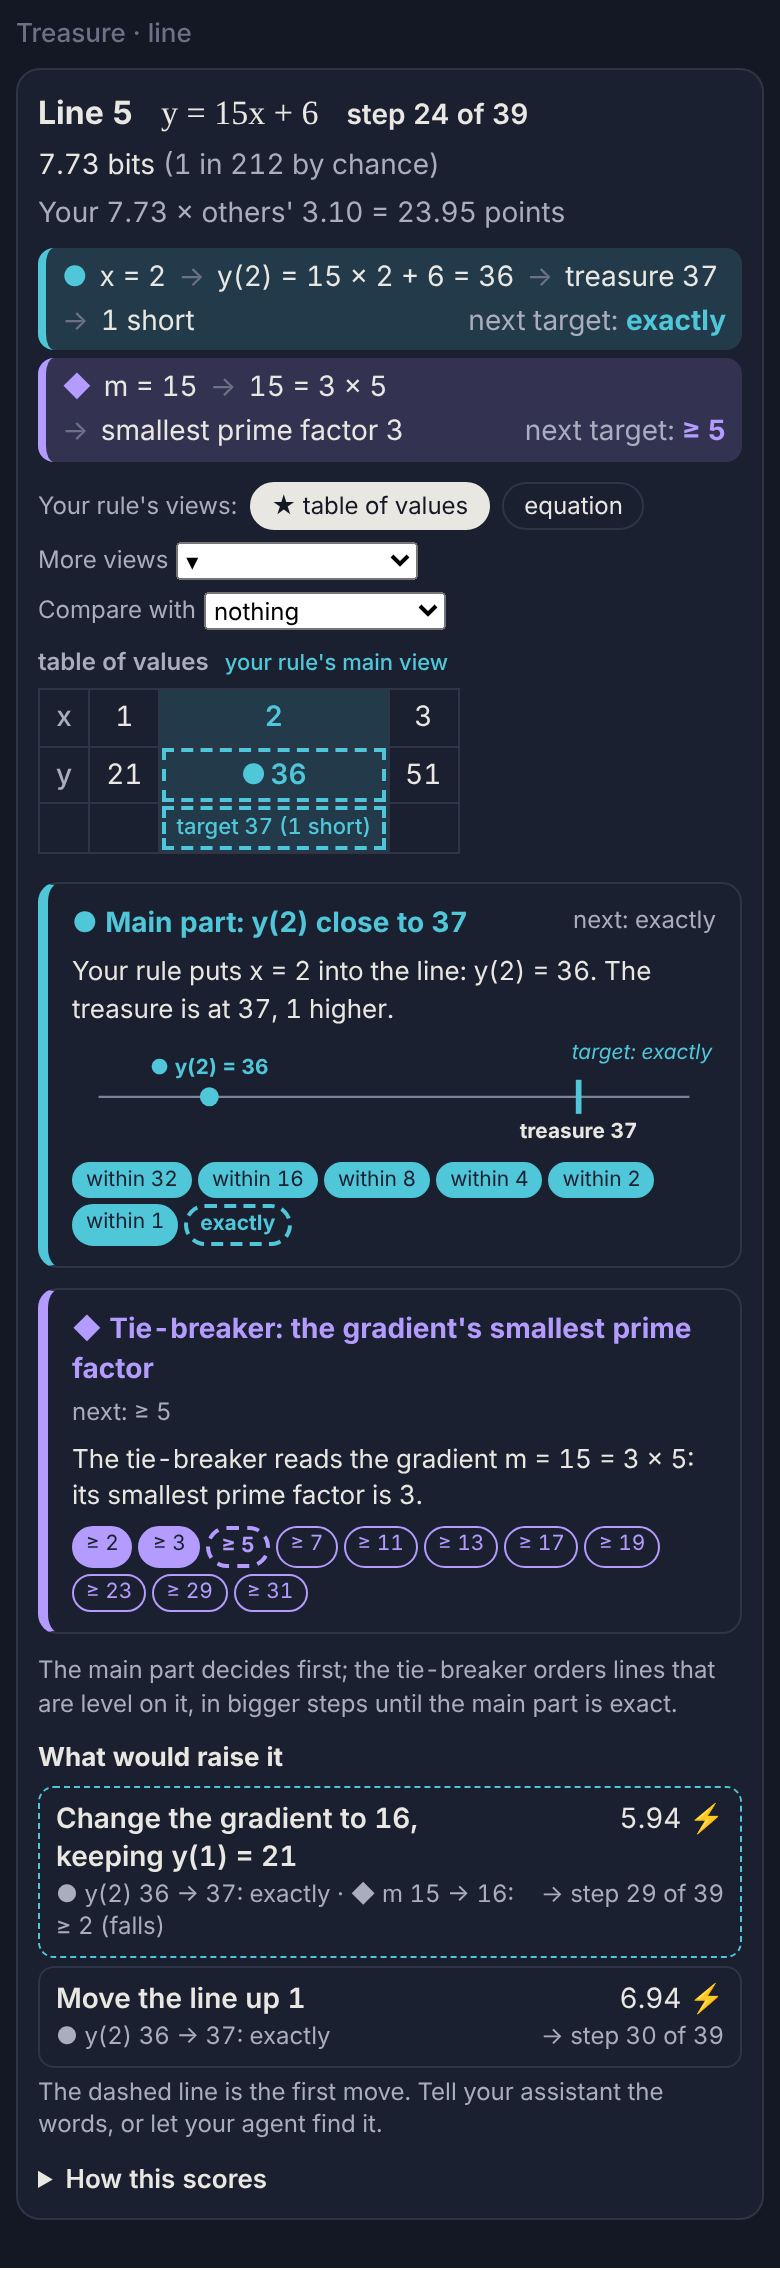 Treasure · line
Line 5 y = 15x + 6 step 24 of 39
7.73 bits (1 in 212 by chance)
Your 7.73 × others' 3.10 = 23.95 points
● x = 2 → y(2) = 15 × 2 + 6 = 36 → treasure 37
→ 1 short next target: exactly
◆ m = 15 → 15 = 3 × 5
→ smallest prime factor 3 next target: ≥ 5
Your rule's views: ★ table of values equation
More views ▾
Compare with nothing
table of values your rule's main view
x 1 2 3
y 21 ● 36 51
target 37 (1 short)
● Main part: y(2) close to 37 next: exactly
Your rule puts x = 2 into the line: y(2) = 36. The
treasure is at 37, 1 higher.
target: exactly
● y(2) = 36
treasure 37
within 32 within 16 within 8 within 4 within 2
within 1 exactly
◆ Tie-breaker: the gradient's smallest prime
factor
next: ≥ 5
The tie-breaker reads the gradient m = 15 = 3 × 5:
its smallest prime factor is 3.
≥ 2 ≥ 3 ≥ 5 ≥ 7 ≥ 11 ≥ 13 ≥ 17 ≥ 19
≥ 23 ≥ 29 ≥ 31
The main part decides first; the tie-breaker orders lines that
are level on it, in bigger steps until the main part is exact.
What would raise it
Change the gradient to 16, 5.94 ⚡
keeping y(1) = 21
● y(2) 36 → 37: exactly · ◆ m 15 → 16: → step 29 of 39
≥ 2 (falls)
Move the line up 1 6.94 ⚡
● y(2) 36 → 37: exactly → step 30 of 39
The dashed line is the first move. Tell your assistant the
words, or let your agent find it.
▶ How this scores